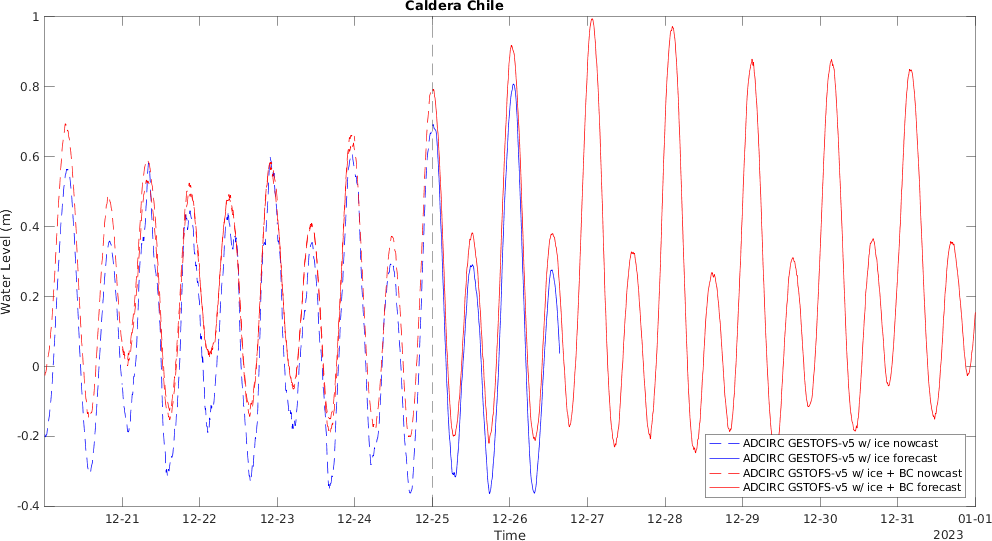 Caldera Chile
1
0.8
0.6
0.4
0.2
0
-0.2
-0.4
Water Level (m)
12-21 12-22 12-23 12-24 12-25 12-26 12-27 12-28 12-29 12-30 12-31 01-01
Time
2023
ADCIRC GESTOFS-v5 w/ ice nowcast
ADCIRC GESTOFS-v5 w/ ice forecast
ADCIRC GSTOFS-v5 w/ ice + BC nowcast
ADCIRC GSTOFS-v5 w/ ice + BC forecast